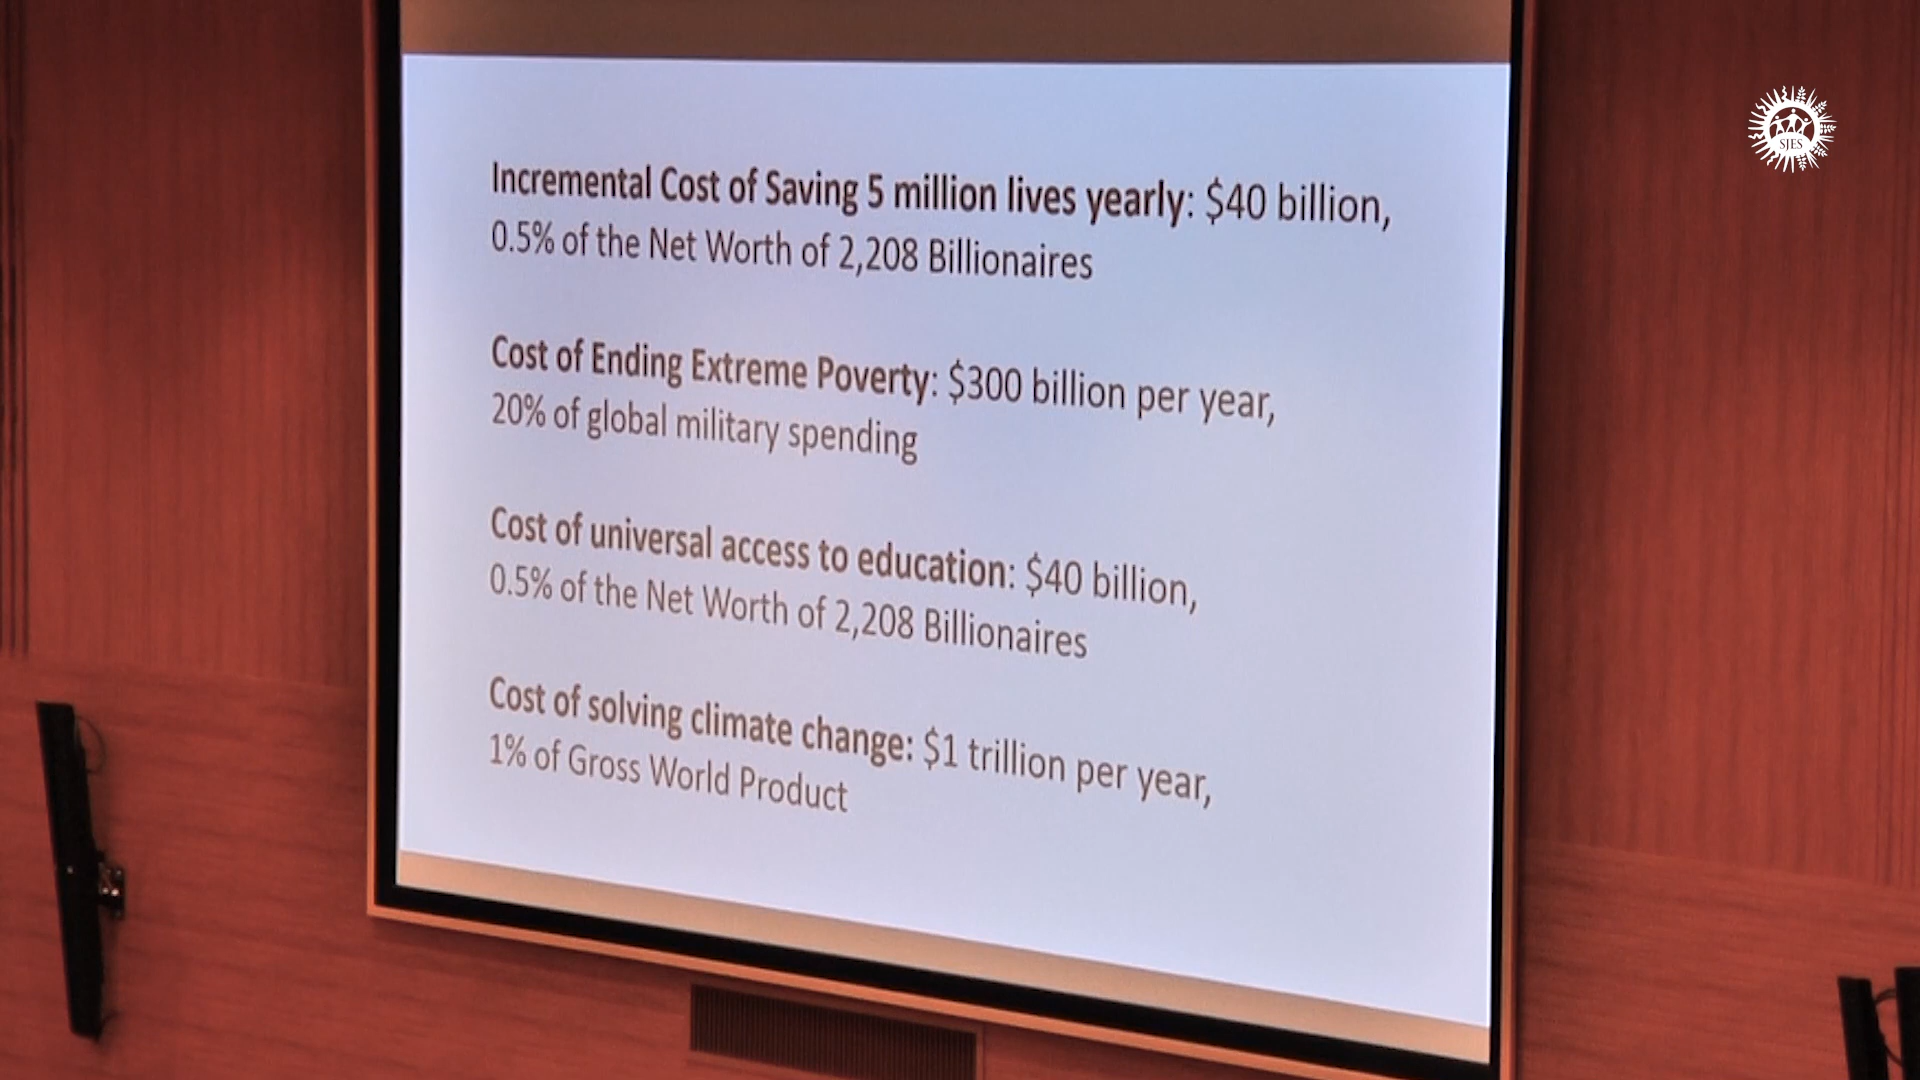 Incremental Cost of Saving 5 million lives yearly: $40 billion,
0.5% of the Net Worth of 2,208 Billionaires
Cost of Ending Extreme Poverty: $300 billion per year,
20% of global military spending
Cost of universal access to education: $40 billion,
0.5% of the Net Worth of 2,208 Billionaires
Cost of solving climate change: $1 trillion per year,
1% of Gross World Product
SJES